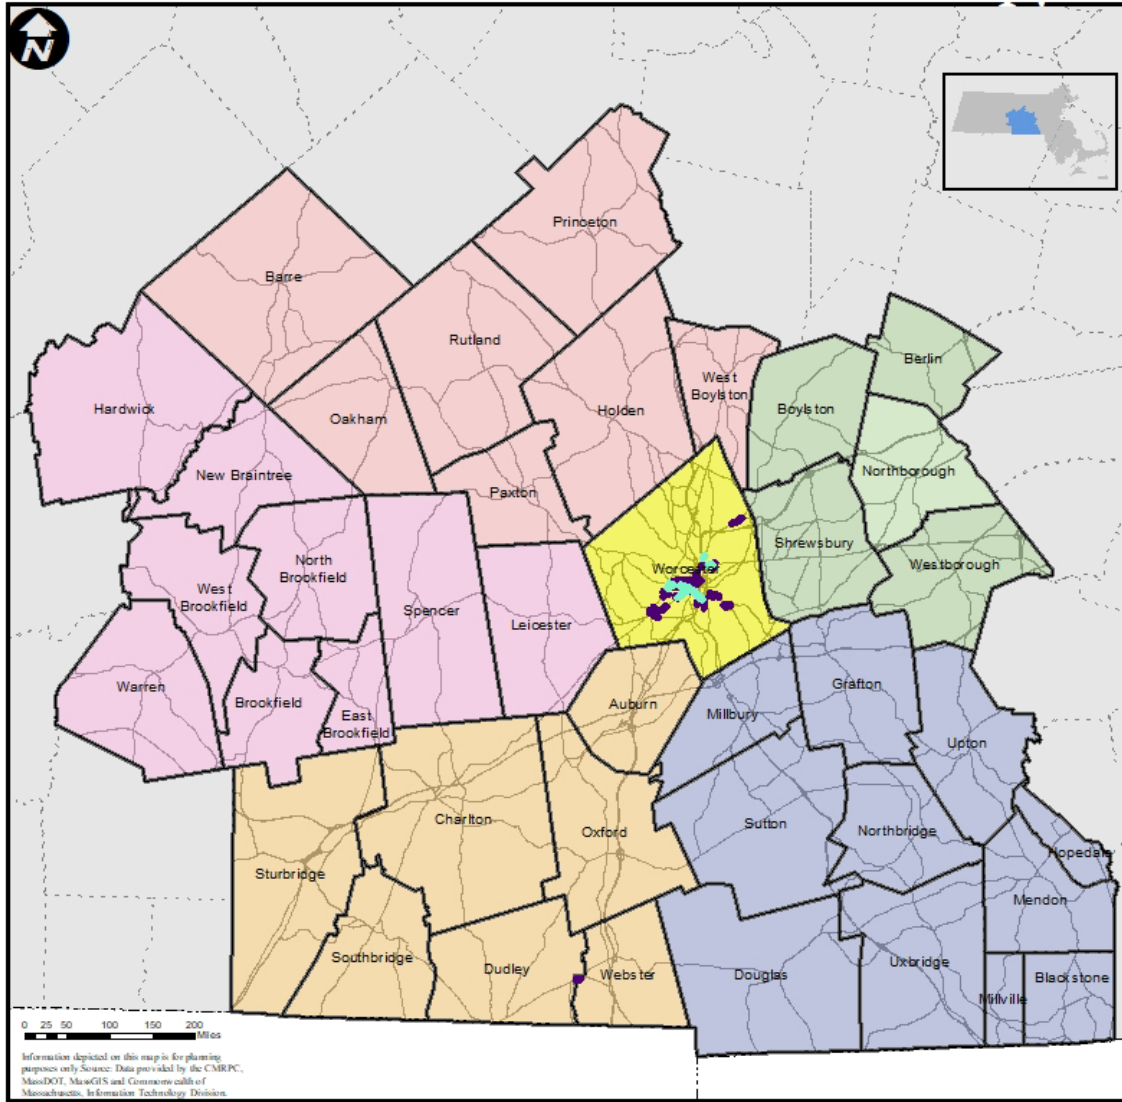 N
Princeton
Barre
Rutland
Berlin
West
Boylston
Hardwick
Holden
Boylston
Oakham
Northborough
New Braintree
Paxton
Shrewsbury
Westborough
North
Brookfield
Worcester
West
Brookfield
Spencer
Leicester
Warren
Grafton
Brookfield
Auburn
Millbury
East
Brookfield
Upton
Charlton
Sutton
Oxford
Northbridge
Hopedale
Sturbridge
Mendon
Southbridge
Dudley
Webster
Douglas
Uxbridge
Millville
Blackstone
0 25 50 100 150 200
Miles
Information depicted on this map is for planning
purposes only.Source: Data provided by the CMRPC,
MassDOT, MassGIS and Commonwealth of
Massachusetts, Information Technology Division.